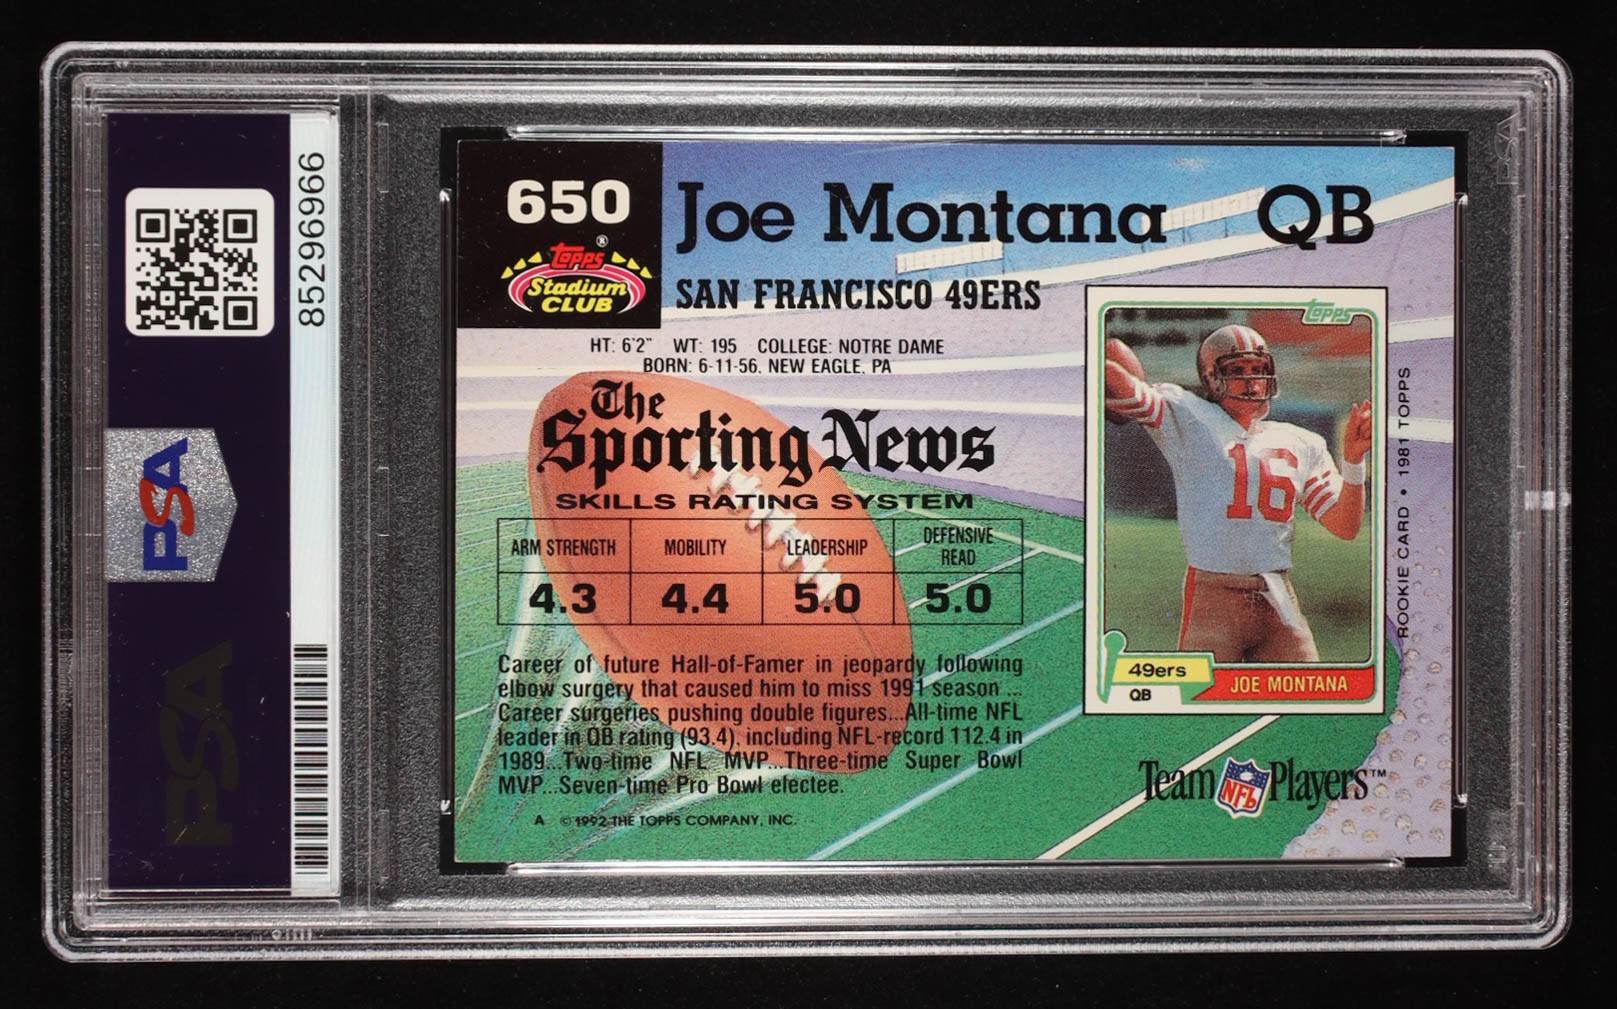 85296966
PSA
PSA
650
Topps®
Stadium
CLUB
Joe Montana QB
SAN FRANCISCO 49ERS
HT: 6'2" WT: 195 COLLEGE: NOTRE DAME
BORN: 6-11-56, NEW EAGLE, PA
The
Sporting News
SKILLS RATING SYSTEM
ARM STRENGTH MOBILITY LEADERSHIP DEFENSIVE READ
4.3 4.4 5.0 5.0
Career of future Hall-of-Famer in jeopardy following
elbow surgery that caused him to miss 1991 season ...
Career surgeries pushing double figures...All-time NFL
leader in QB rating (93.4), including NFL-record 112.4 in
1989...Two-time NFL MVP...Three-time Super Bowl
MVP...Seven-time Pro Bowl efectee.
A © 1992 THE TOPPS COMPANY, INC.
topps
16
49ers
QB
JOE MONTANA
ROOKIE CARD • 1981 TOPPS
Team NFL Players™
PSA